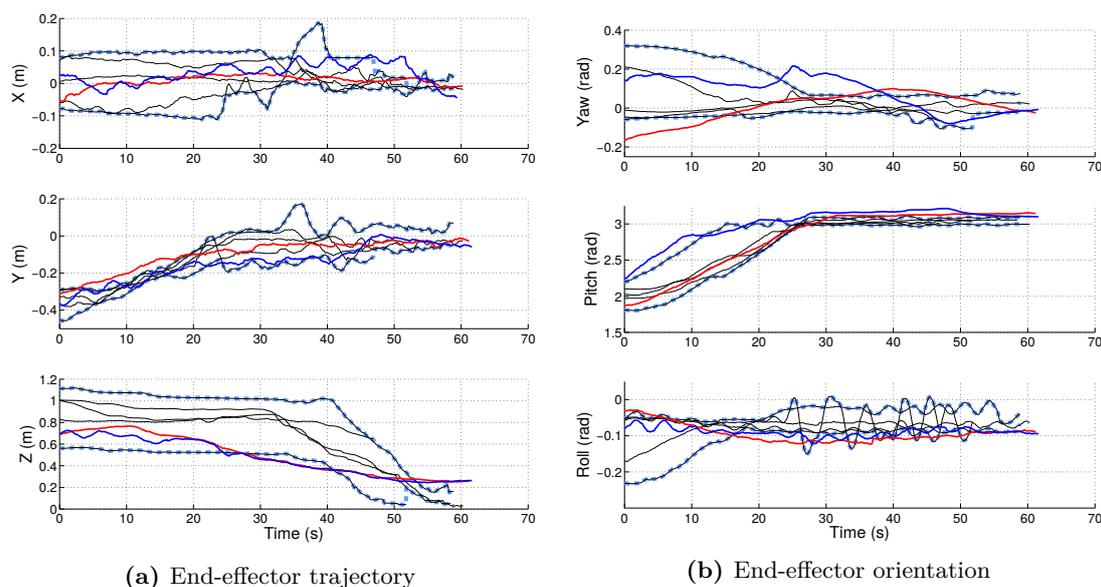 0.2
0.1
0
−0.1
−0.2
X (m)
0 10 20 30 40 50 60 70
0.2
0
−0.2
−0.4
Y (m)
0 10 20 30 40 50 60 70
1.2
1
0.8
0.6
0.4
0.2
0
Z (m)
0 10 20 30 40 50 60 70
Time (s)
(a) End-effector trajectory
0.4
0.2
0
−0.2
Yaw (rad)
0 10 20 30 40 50 60 70
3
2.5
2
1.5
Pitch (rad)
0 10 20 30 40 50 60 70
0
−0.1
−0.2
Roll (rad)
0 10 20 30 40 50 60 70
Time (s)
(b) End-effector orientation